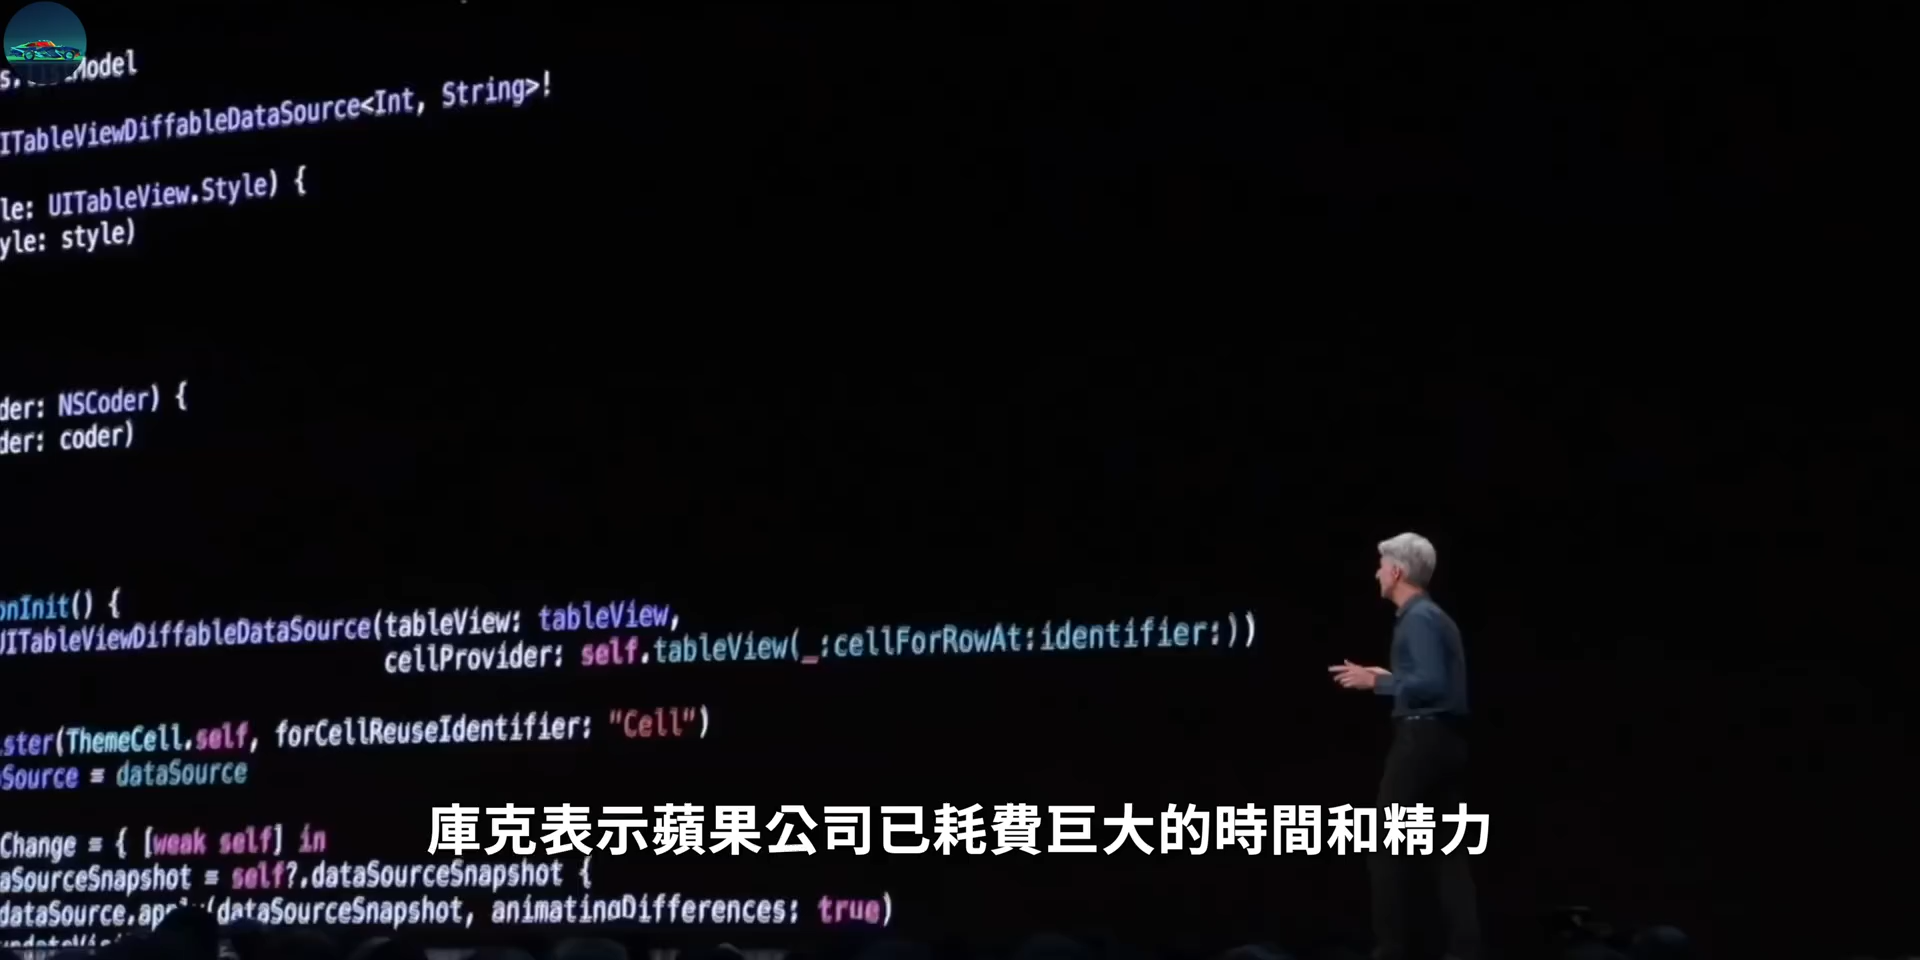 Model
ITableViewDiffableDataSource<Int, String>!
le: UITableView.Style) {
yle: style)
der: NSCoder) {
der: coder)
onInit() {
UITableViewDiffableDataSource(tableView: tableView,
cellProvider: self.tableView(_:cellForRowAt:identifier:))
ster(ThemeCell.self, forCellReuseIdentifier: "Cell")
Source = dataSource
Change = { [weak self] in
aSourceSnapshot = self?.dataSourceSnapshot {
dataSource.apply(dataSourceSnapshot, animatingDifferences: true)
庫克表示蘋果公司已耗費巨大的時間和精力